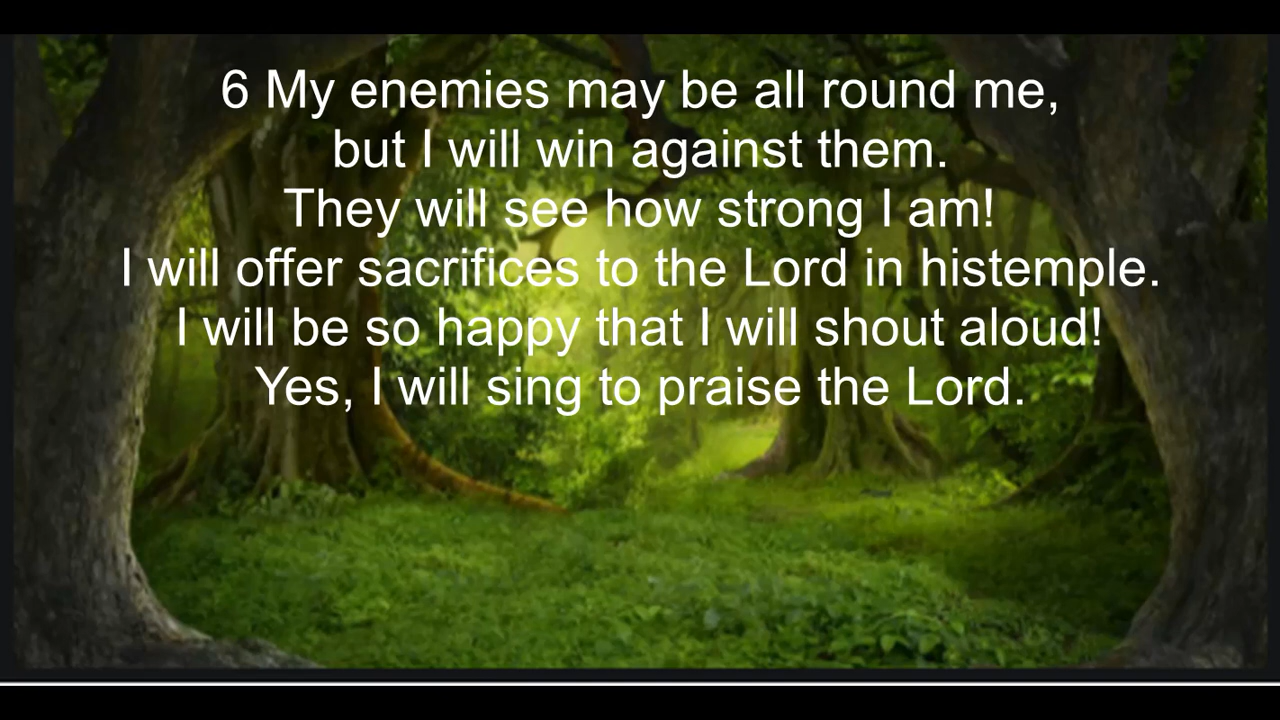 6 My enemies may be all round me,
but I will win against them.
They will see how strong I am!
I will offer sacrifices to the Lord in histemple.
I will be so happy that I will shout aloud!
Yes, I will sing to praise the Lord.